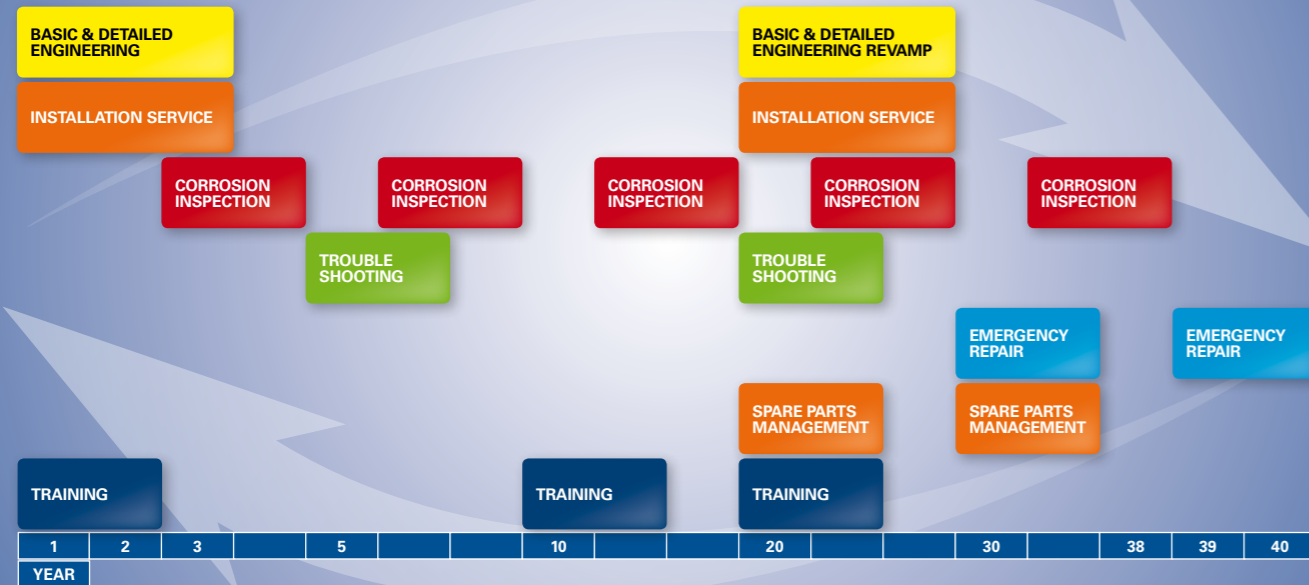 BASIC & DETAILED
ENGINEERING
BASIC & DETAILED
ENGINEERING REVAMP
INSTALLATION SERVICE
INSTALLATION SERVICE
CORROSION
INSPECTION
CORROSION
INSPECTION
CORROSION
INSPECTION
CORROSION
INSPECTION
CORROSION
INSPECTION
TROUBLE
SHOOTING
TROUBLE
SHOOTING
EMERGENCY
REPAIR
EMERGENCY
REPAIR
SPARE PARTS
MANAGEMENT
SPARE PARTS
MANAGEMENT
TRAINING
TRAINING
TRAINING
1 2 3 5 10 20 30 38 39 40
YEAR